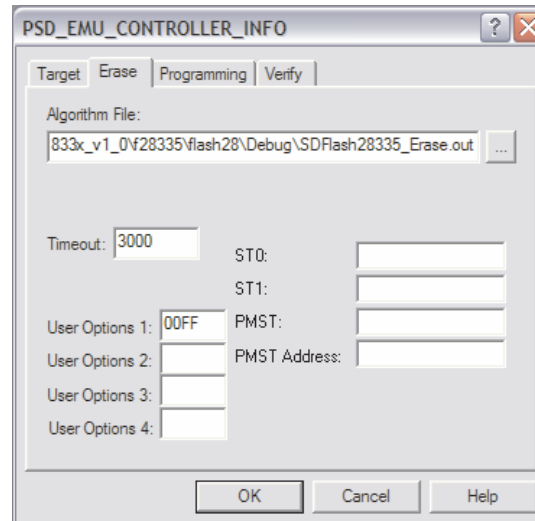 PSD_EMU_CONTROLLER_INFO
?
Target Erase Programming Verify
Algorithm File:
833x_v1_0\f28335\flash28\Debug\SDFlash28335_Erase.out ...
Timeout: 3000
ST0:
ST1:
User Options 1: 00FF PMST:
User Options 2: PMST Address:
User Options 3:
User Options 4:
OK Cancel Help